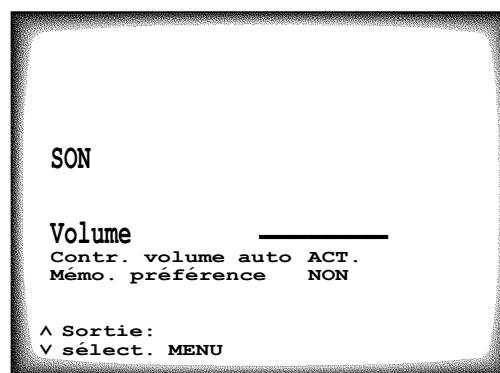 SON
Volume
Contr. volume auto ACT.
Mémo. préférence NON
∧ Sortie:
∨ sélect. MENU